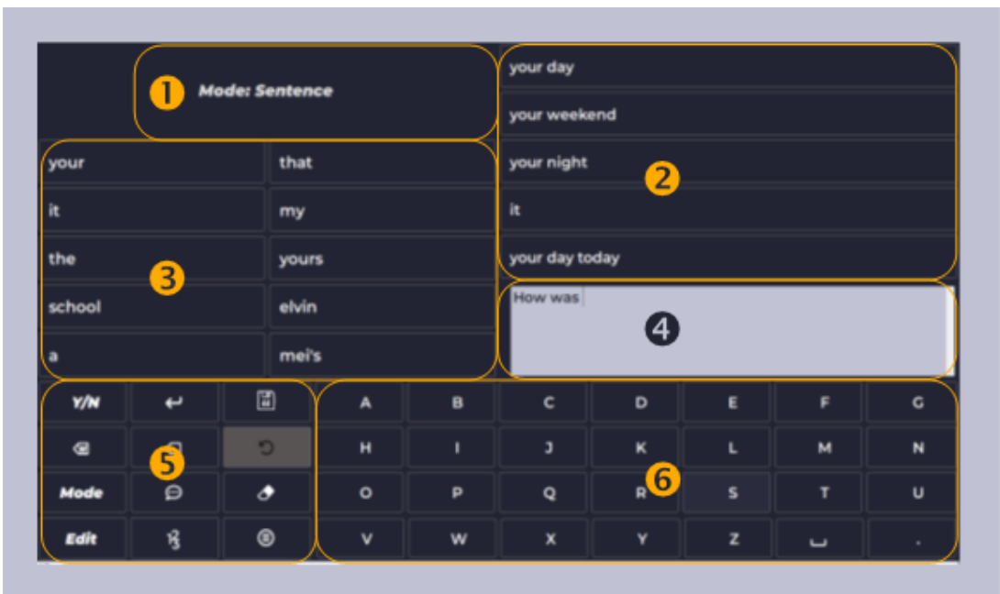 1 Mode: Sentence
your day
your weekend
your night
2
it
your day today
your that
it my
the yours
3
school elvin
a mei's
How was
4
Y/N A B C D E F G
H I J K L M N
5
Mode O P Q R S T U
6
Edit V W X Y Z .